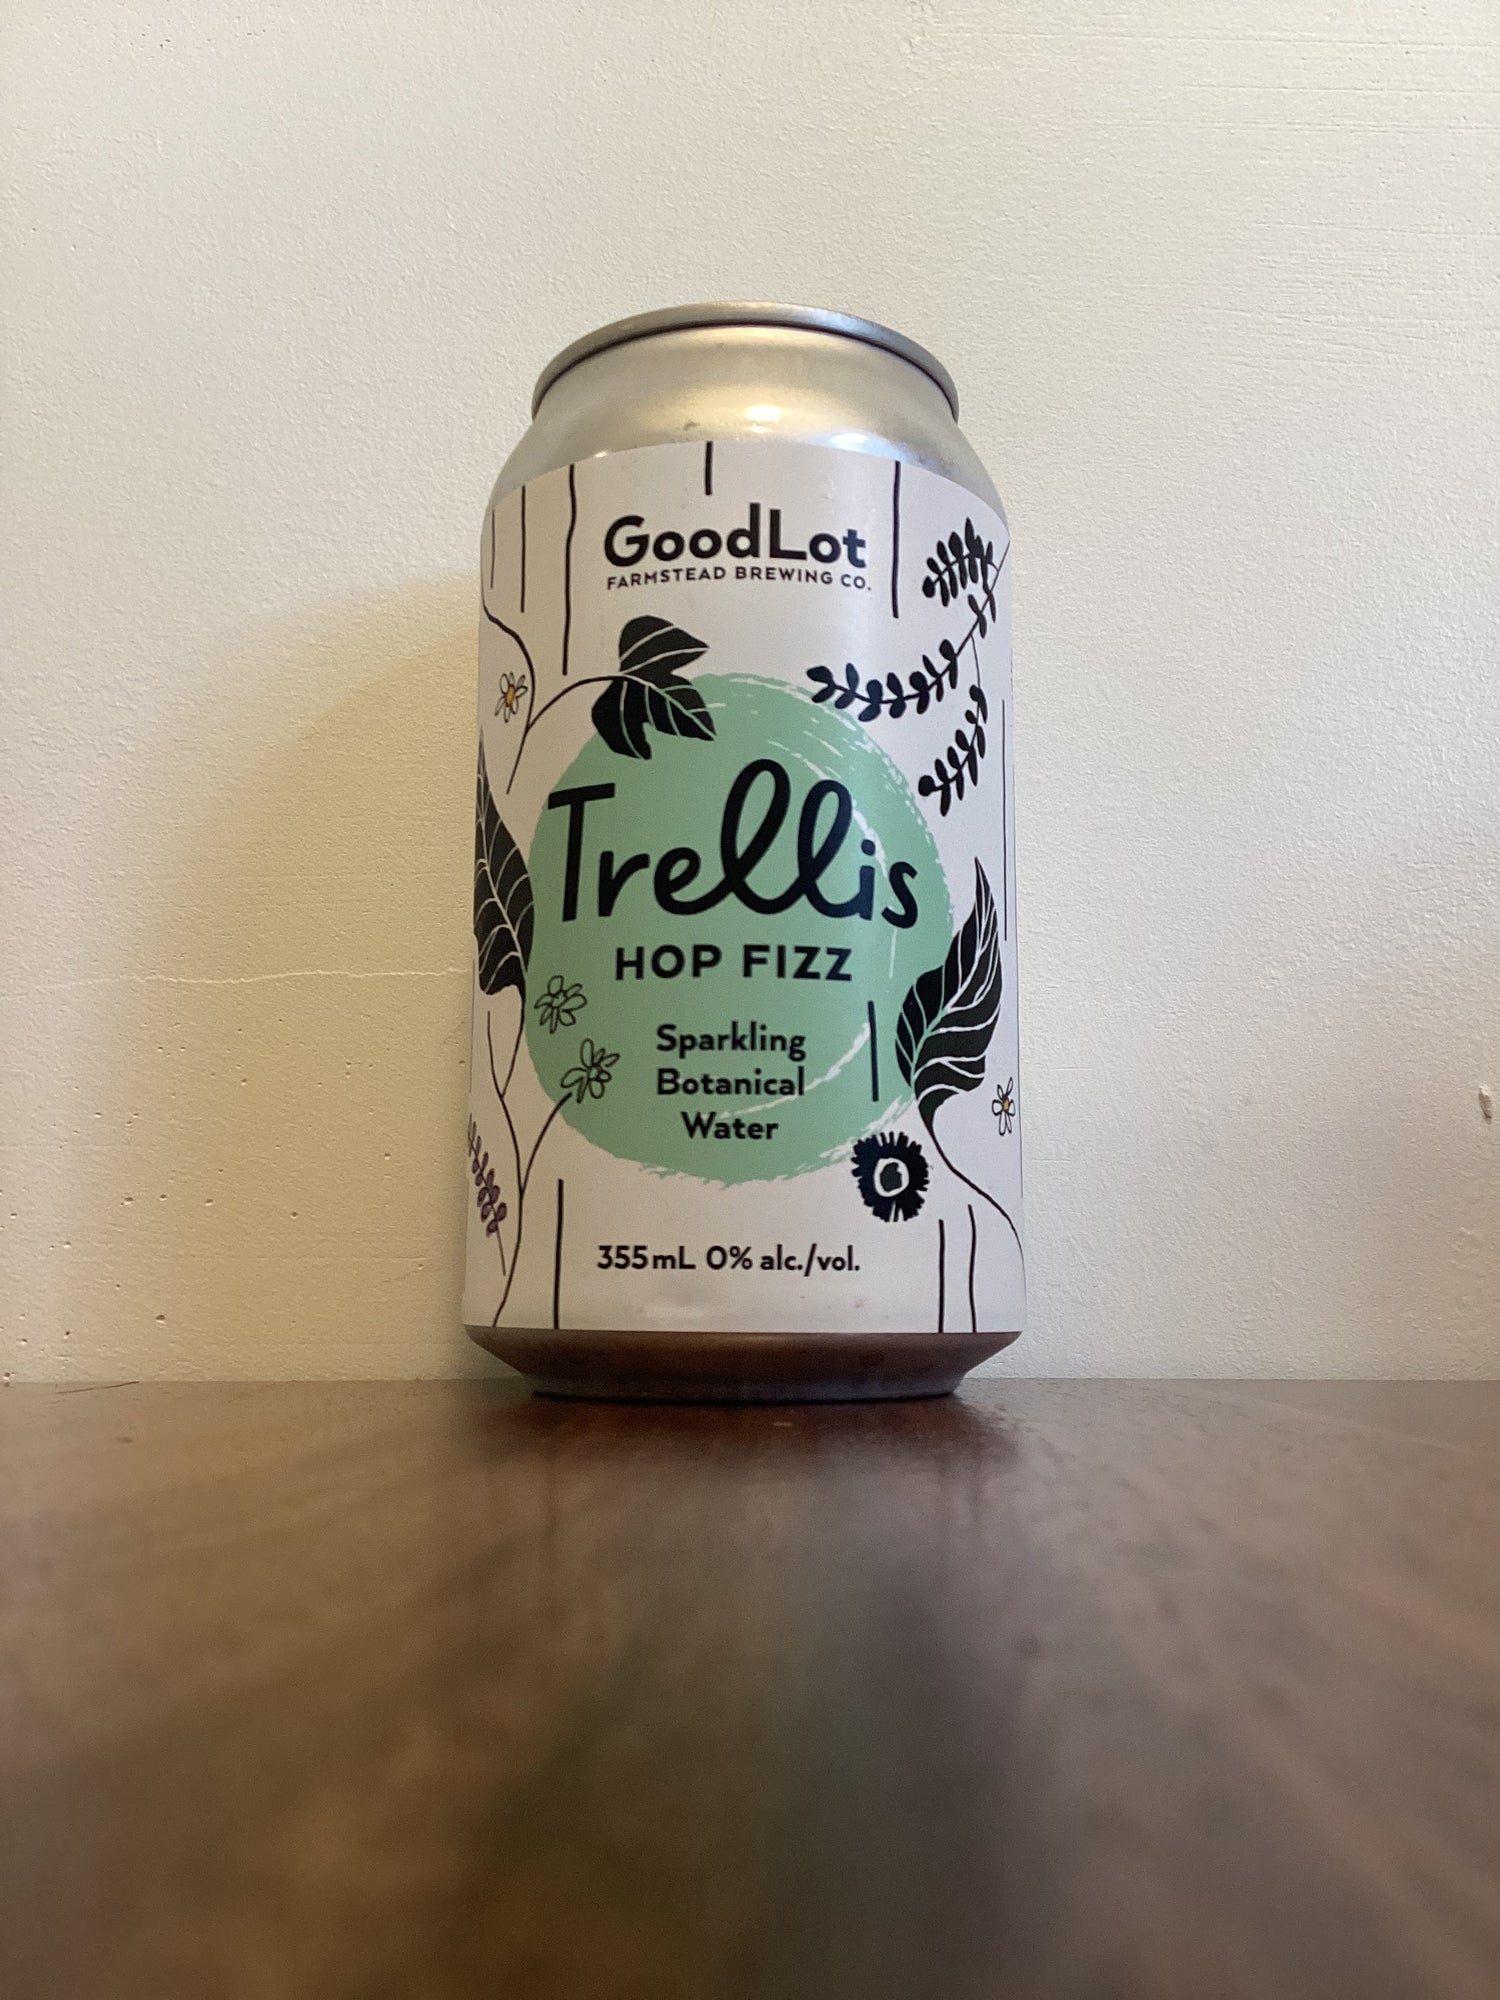 GoodLot
FARMSTEAD BREWING CO.
Trellis
HOP FIZZ
Sparkling
Botanical
Water
355mL 0% alc./vol.